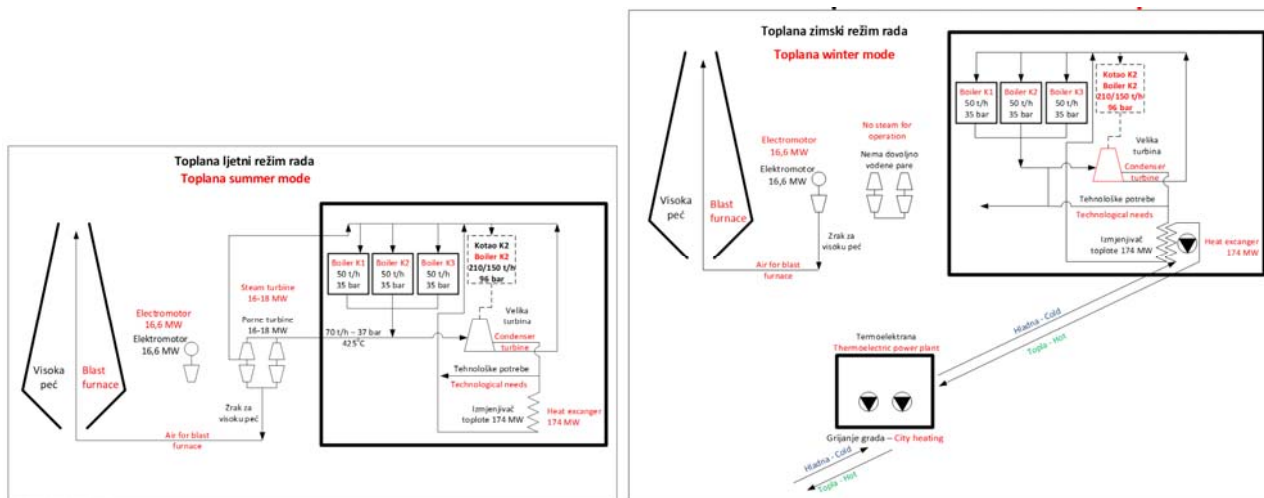 Toplana ljetni režim rada
Toplana summer mode
Visoka peć
Blast furnace
Electromotor
16,6 MW
Elektromotor
16,6 MW
Steam turbine
16-18 MW
Parne turbine
16-18 MW
Zrak za
visoku peć
Air for blast
furnace
Boiler K1
50 t/h
35 bar
Boiler K2
50 t/h
35 bar
Boiler K3
50 t/h
35 bar
Kotao K2
Boiler K2
210/150 t/h
96 bar
70 t/h – 37 bar
425°C
Velika
turbina
Condenser
turbine
Tehnološke potrebe
Technological needs
Izmjenjivač
toplote 174 MW
Heat excanger
174 MW
Toplana zimski režim rada
Toplana winter mode
Visoka
peć
Blast
furnace
Electromotor
16,6 MW
Elektromotor
16,6 MW
No steam for
operation
Nema dovoljno
vodene pare
Zrak za
visoku peć
Air for blast
furnace
Boiler K1
50 t/h
35 bar
Boiler K2
50 t/h
35 bar
Boiler K3
50 t/h
35 bar
Kotao K2
Boiler K2
210/150 t/h
96 bar
Velika
turbina
Condenser
turbine
Tehnološke potrebe
Technological needs
Izmjenjivač
toplote 174 MW
Heat excanger
174 MW
Hladna - Cold
Topla - Hot
Termoelektrana
Thermoelectric power plant
Grijanje grada – City heating
Hladna - Cold
Topla - Hot